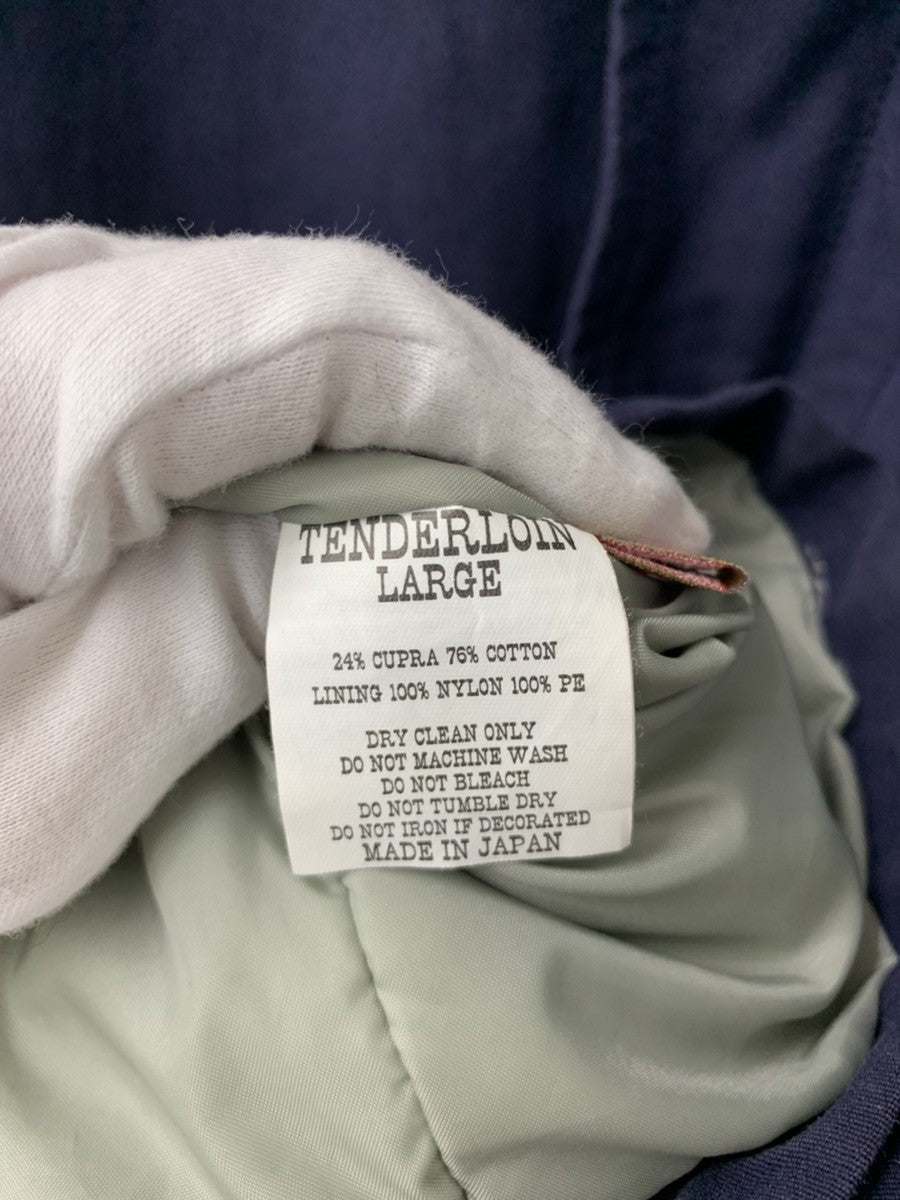 TENDERLOIN
LARGE
24% CUPRA 76% COTTON
LINING 100% NYLON 100% PE
DRY CLEAN ONLY
DO NOT MACHINE WASH
DO NOT BLEACH
DO NOT TUMBLE DRY
DO NOT IRON IF DECORATED
MADE IN JAPAN